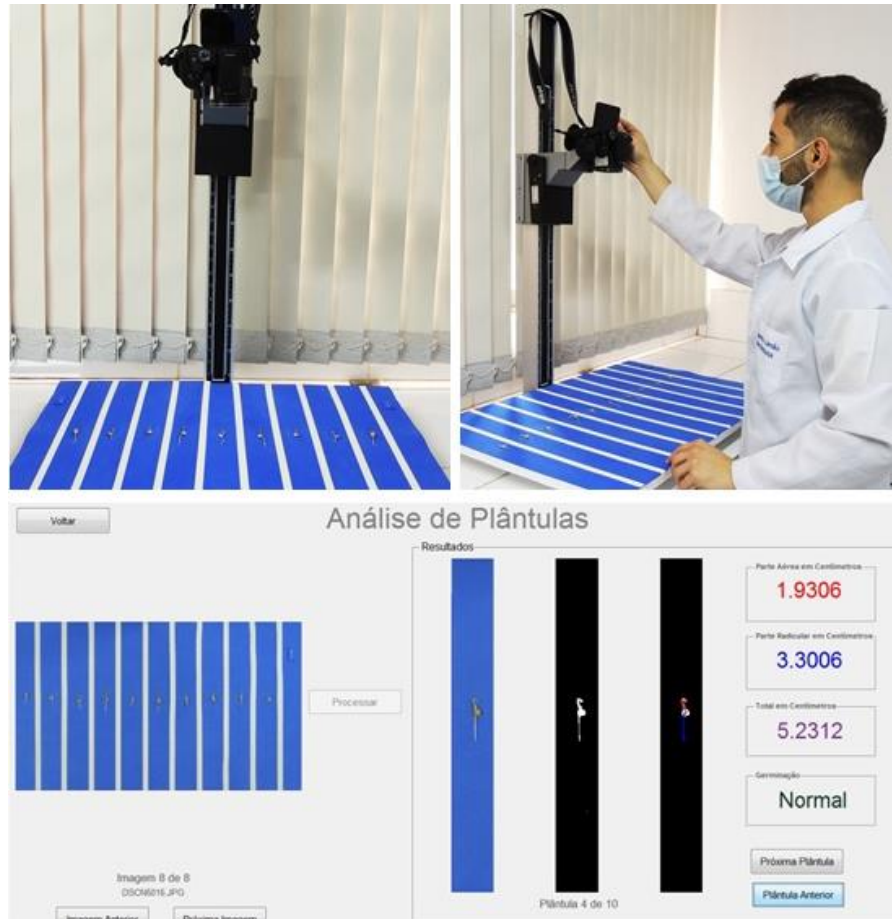 Voltar
Análise de Plântulas
Resultados
Processar
Imagem 8 de 8
DSCN6016.JPG
Imagem Anterior
Próxima Imagem
Plântula 4 de 10
Parte Aérea em Centímetros
1.9306
Parte Radicular em Centímetros
3.3006
Total em Centímetros
5.2312
Germinação
Normal
Próxima Plântula
Plântula Anterior